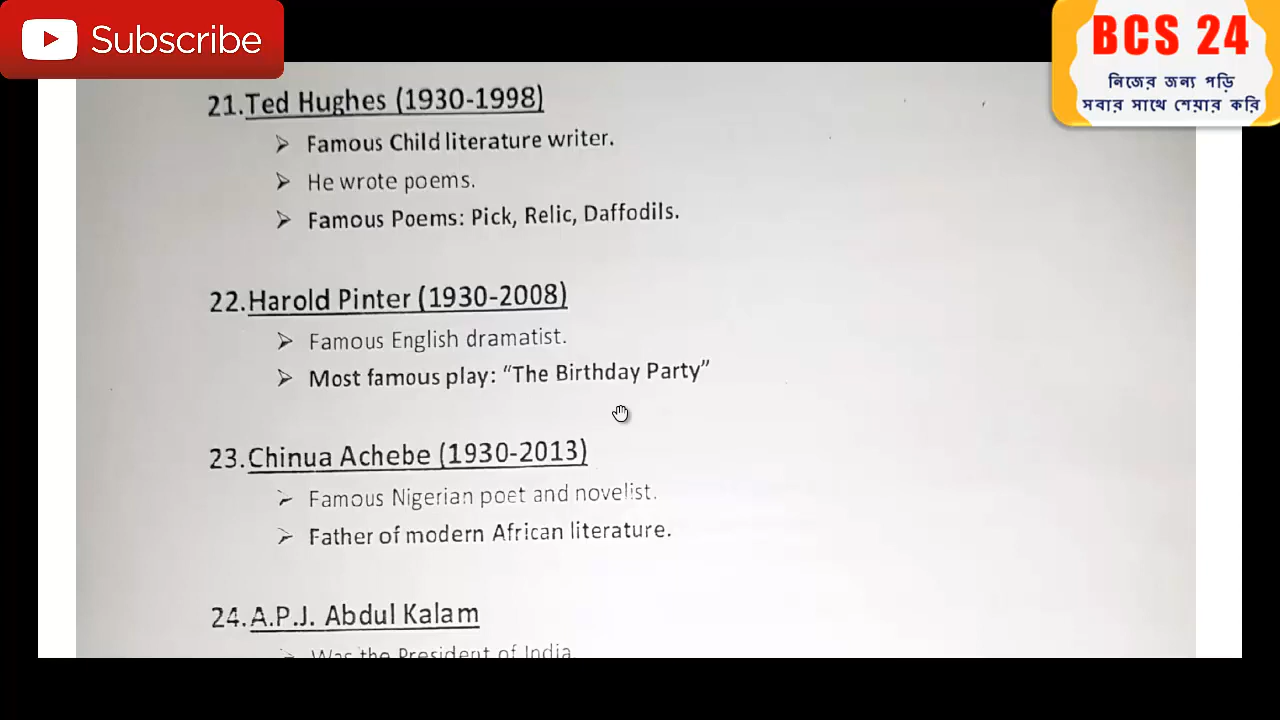 Subscribe
BCS 24
নিজের জন্য পড়ি
সবার সাথে শেয়ার করি
21.Ted Hughes (1930-1998)
Famous Child literature writer.
He wrote poems.
Famous Poems: Pick, Relic, Daffodils.
22.Harold Pinter (1930-2008)
Famous English dramatist.
Most famous play: “The Birthday Party”
23.Chinua Achebe (1930-2013)
Famous Nigerian poet and novelist.
Father of modern African literature.
24.A.P.J. Abdul Kalam
Was the President of India.